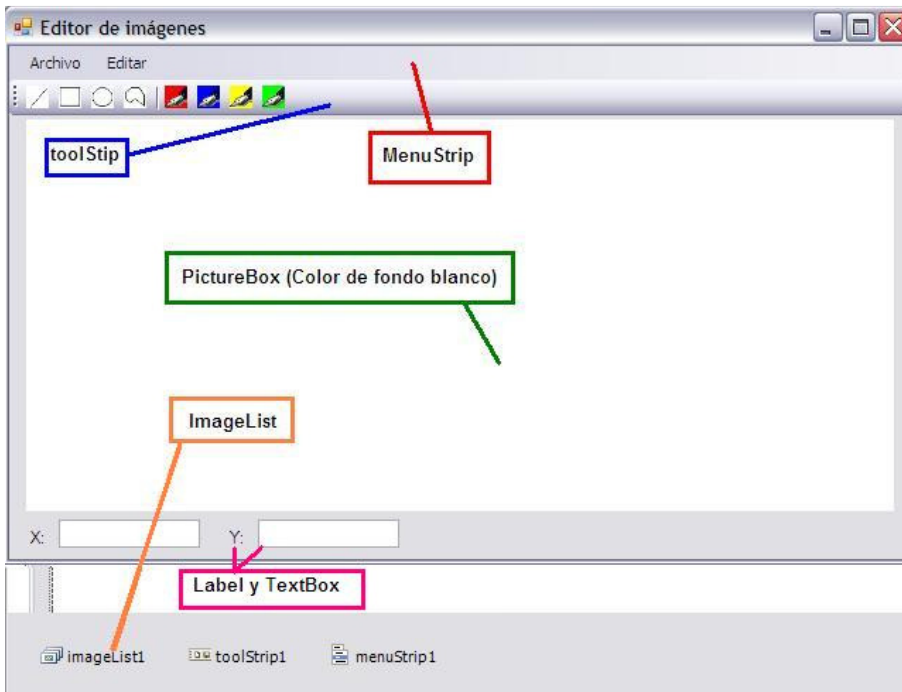 Editor de imágenes
Archivo Editar
toolStip
MenuStrip
PictureBox (Color de fondo blanco)
ImageList
X: Y:
Label y TextBox
imageList1 toolStrip1 menuStrip1